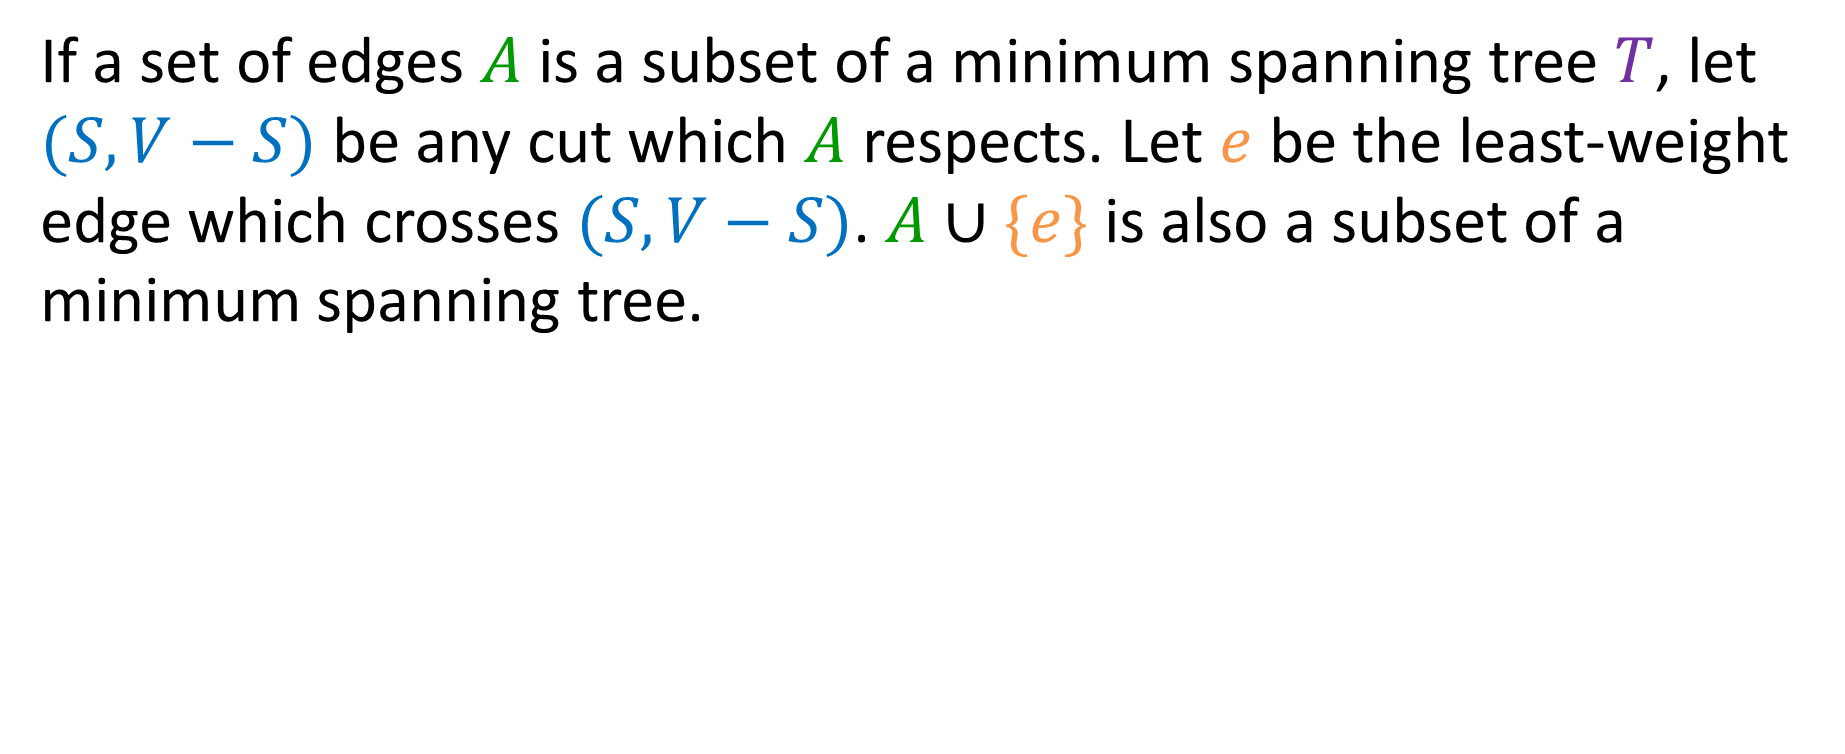 If a set of edges A is a subset of a minimum spanning tree T, let
(S, V − S) be any cut which A respects. Let e be the least-weight
edge which crosses (S, V − S). A ∪ {e} is also a subset of a
minimum spanning tree.